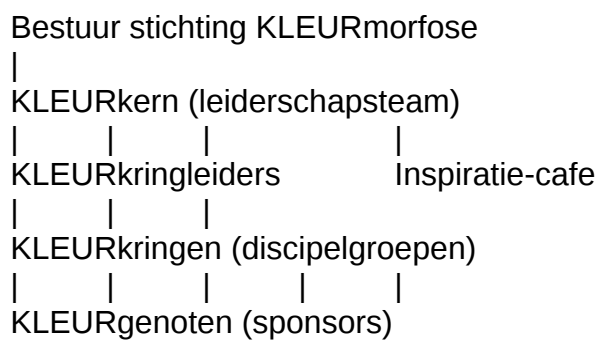 Bestuur stichting KLEURmorfose
|
KLEURkern (leiderschapsteam)
| | | |
KLEURkringleiders Inspiratie-cafe
| | |
KLEURkringen (discipelgroepen)
| | | | |
KLEURgenoten (sponsors)